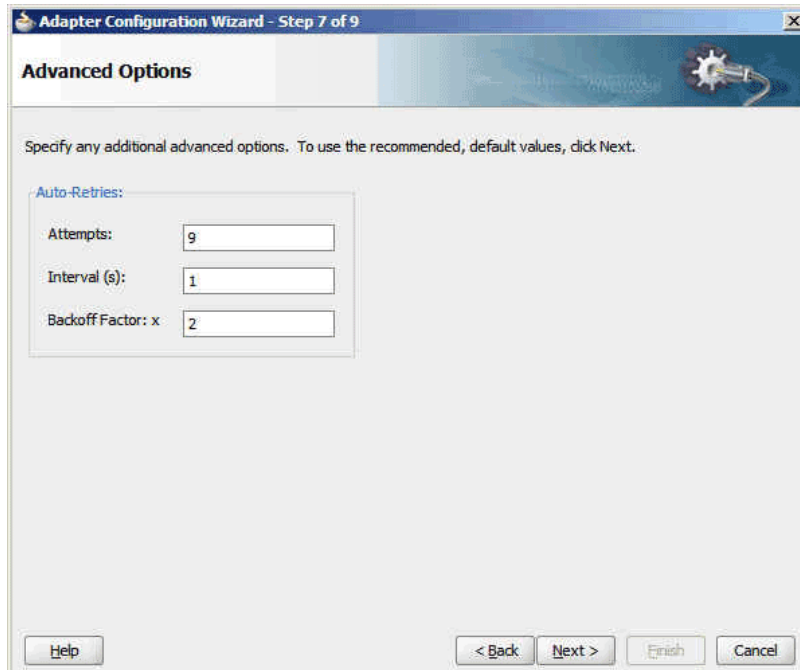 Adapter Configuration Wizard - Step 7 of 9
Advanced Options
Specify any additional advanced options. To use the recommended, default values, click Next.
Auto-Retries:
Attempts: 9
Interval (s): 1
Backoff Factor: x 2
Help < Back Next > Finish Cancel